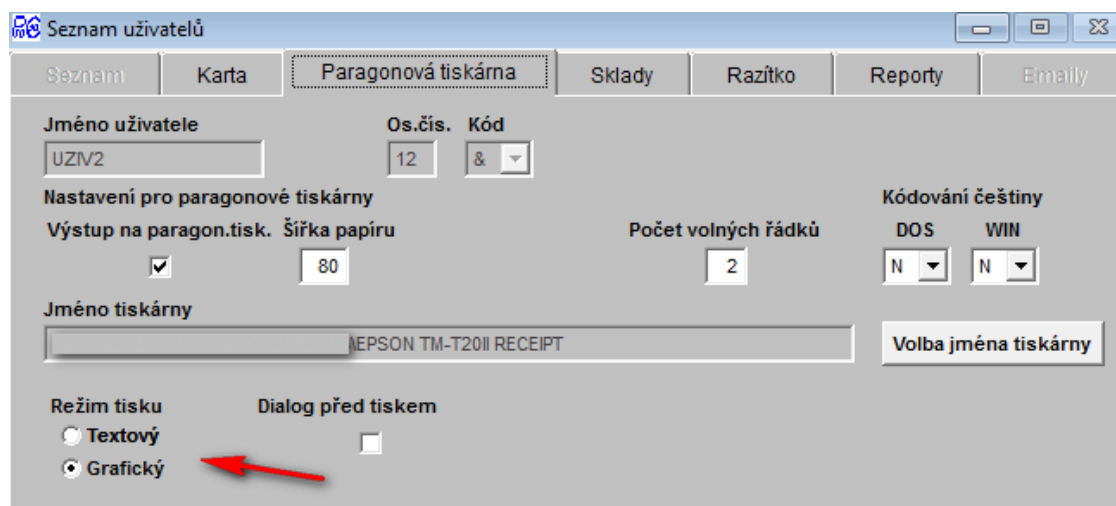 Seznam uživatelů
Seznam Karta Paragonová tiskárna Sklady Razítko Reporty Emaily
Jméno uživatele Os.čís. Kód
UZIV2 12 &
Nastavení pro paragonové tiskárny Kódování češtiny
Výstup na paragon.tisk. Šířka papíru Počet volných řádků DOS WIN
80 2 N N
Jméno tiskárny
\EPSON TM-T20II RECEIPT Volba jména tiskárny
Režim tisku Dialog před tiskem
Textový
Grafický